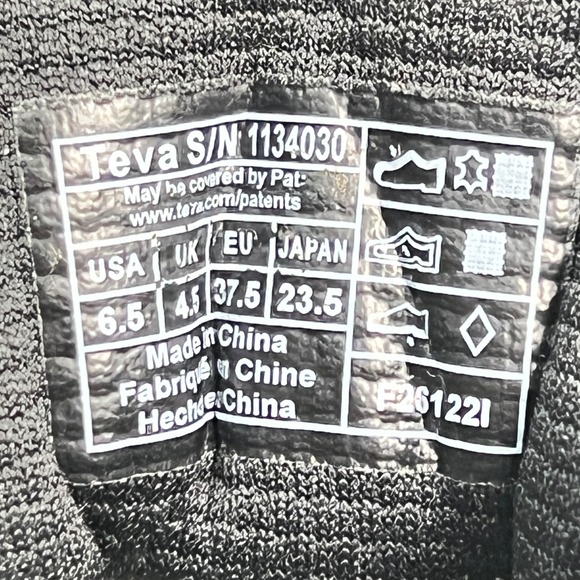 Teva S/N 1134030
May be covered by Pat:
www.teva.com/patents
USA UK EU JAPAN
6.5 4.5 37.5 23.5
Made in China
Fabriqué en Chine
Hecho en China
F26122I